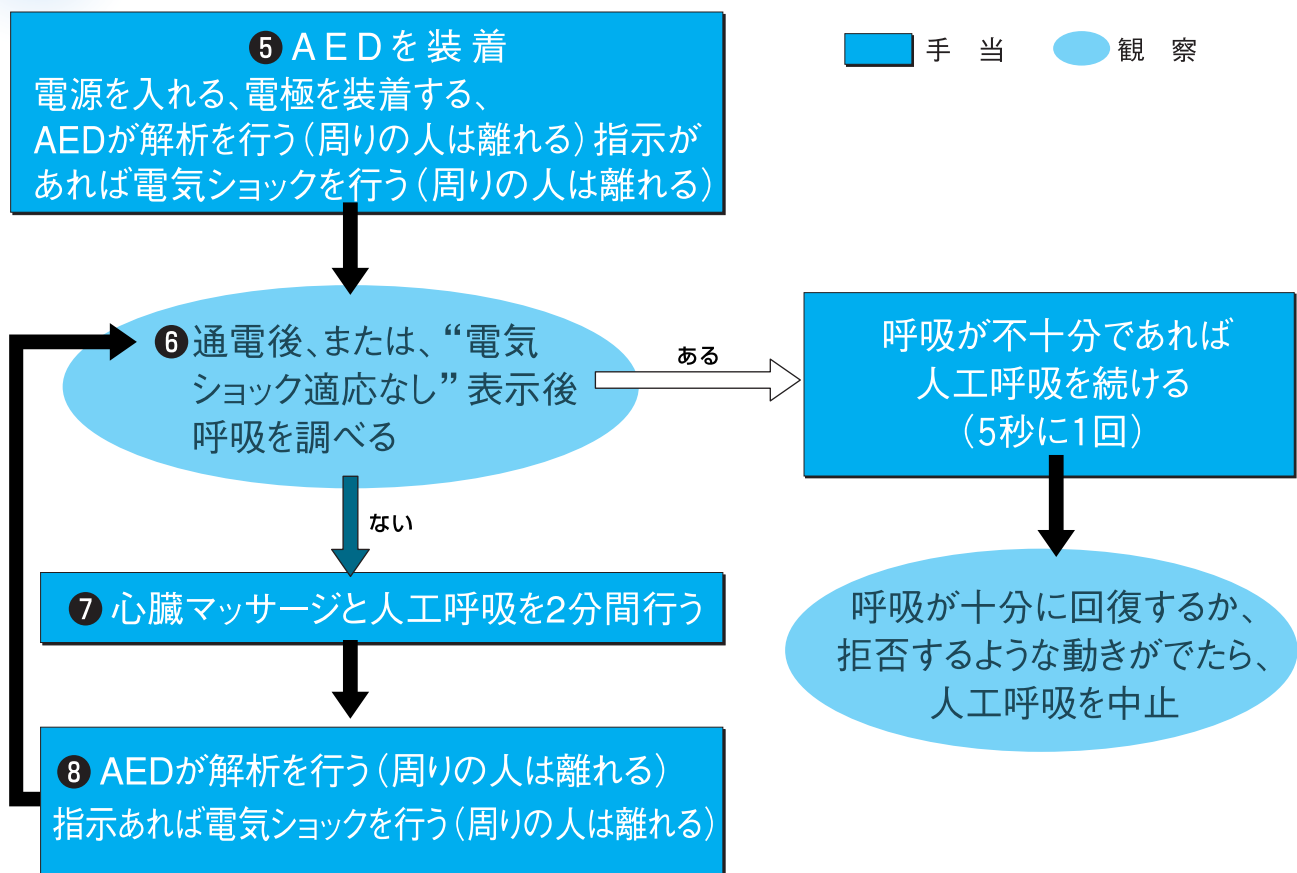 ❺ AEDを装着
電源を入れる、電極を装着する、
AEDが解析を行う(周りの人は離れる)指示が
あれば電気ショックを行う(周りの人は離れる)
手 当
観 察
❻ 通電後、または、“電気
ショック適応なし”表示後
呼吸を調べる
ある
呼吸が不十分であれば
人工呼吸を続ける
(5秒に1回)
ない
❼ 心臓マッサージと人工呼吸を2分間行う
呼吸が十分に回復するか、
拒否するような動きがでたら、
人工呼吸を中止
❽ AEDが解析を行う(周りの人は離れる)
指示あれば電気ショックを行う(周りの人は離れる)